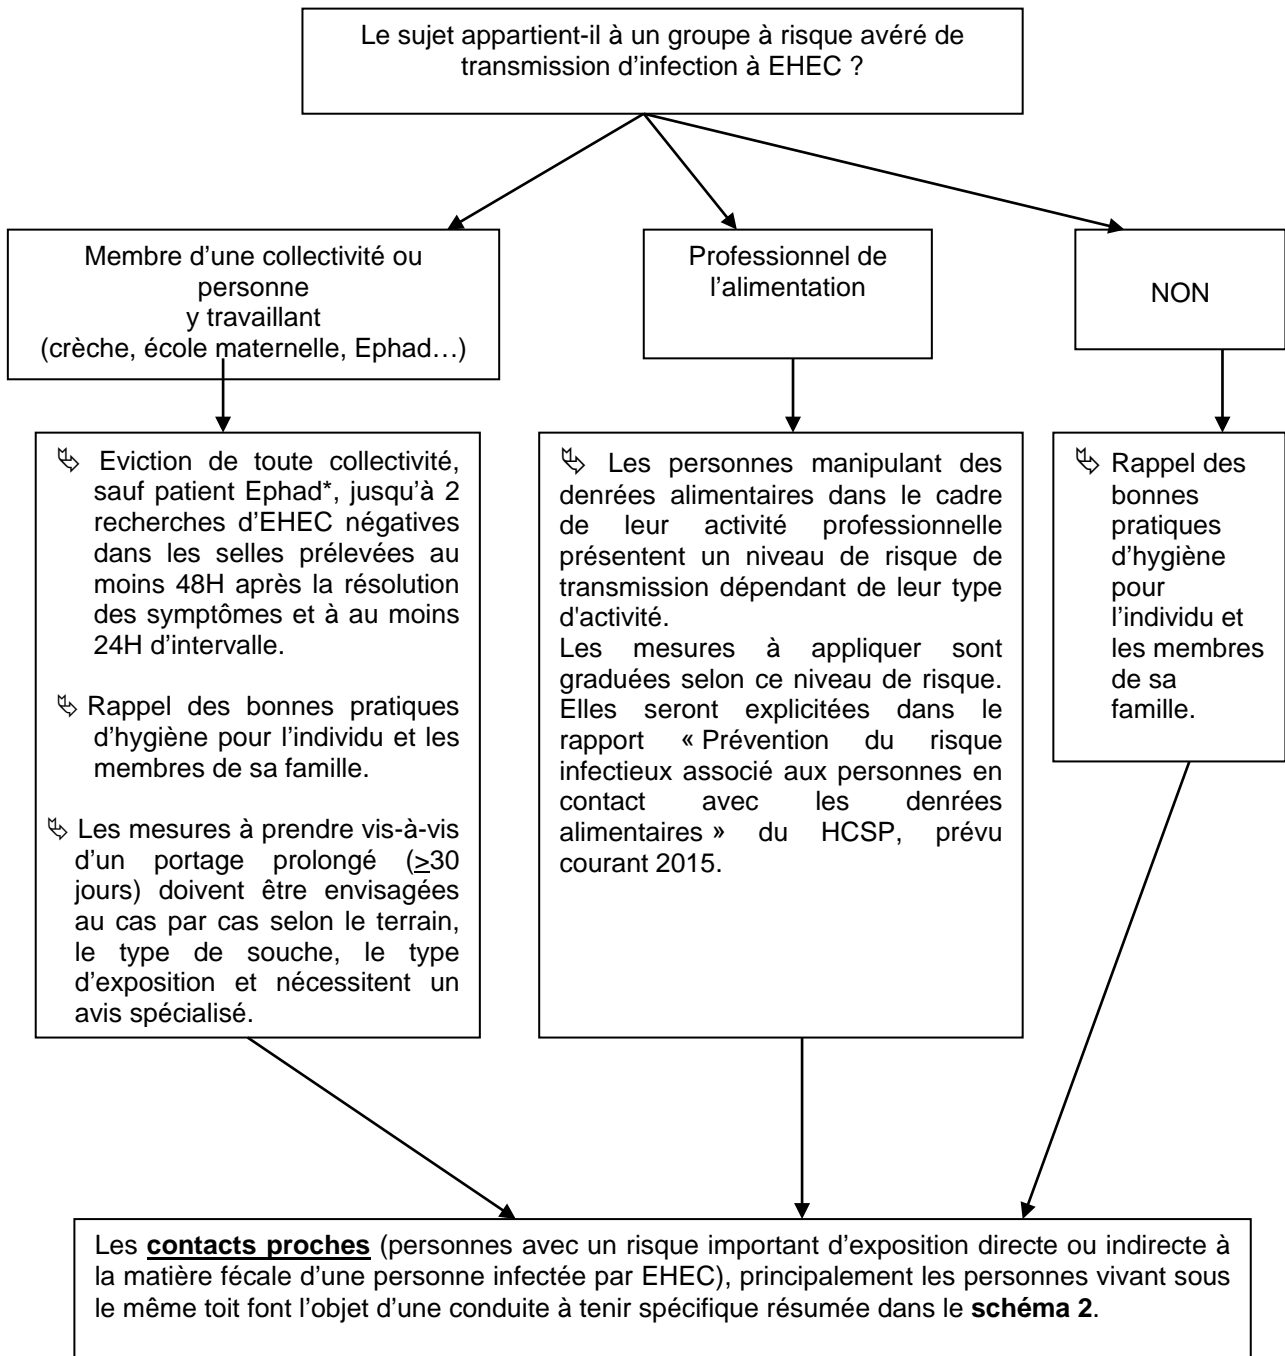 Le sujet appartient-il à un groupe à risque avéré de
transmission d'infection à EHEC ?
Membre d'une collectivité ou
personne
y travaillant
(crèche, école maternelle, Ephad…)
Professionnel de
l'alimentation
NON
Eviction de toute collectivité,
sauf patient Ephad*, jusqu'à 2
recherches d'EHEC négatives
dans les selles prélevées au
moins 48H après la résolution
des symptômes et à au moins
24H d'intervalle.
Rappel des bonnes pratiques
d'hygiène pour l'individu et les
membres de sa famille.
Les mesures à prendre vis-à-vis
d'un portage prolongé (≥30
jours) doivent être envisagées
au cas par cas selon le terrain,
le type de souche, le type
d'exposition et nécessitent un
avis spécialisé.
Les personnes manipulant des
denrées alimentaires dans le cadre
de leur activité professionnelle
présentent un niveau de risque de
transmission dépendant de leur type
d'activité.
Les mesures à appliquer sont
graduées selon ce niveau de risque.
Elles seront explicitées dans le
rapport « Prévention du risque
infectieux associé aux personnes en
contact avec les denrées
alimentaires » du HCSP, prévu
courant 2015.
Rappel des
bonnes
pratiques
d'hygiène
pour
l'individu et
les membres
de sa
famille.
Les contacts proches (personnes avec un risque important d'exposition directe ou indirecte à
la matière fécale d'une personne infectée par EHEC), principalement les personnes vivant sous
le même toit font l'objet d'une conduite à tenir spécifique résumée dans le schéma 2.